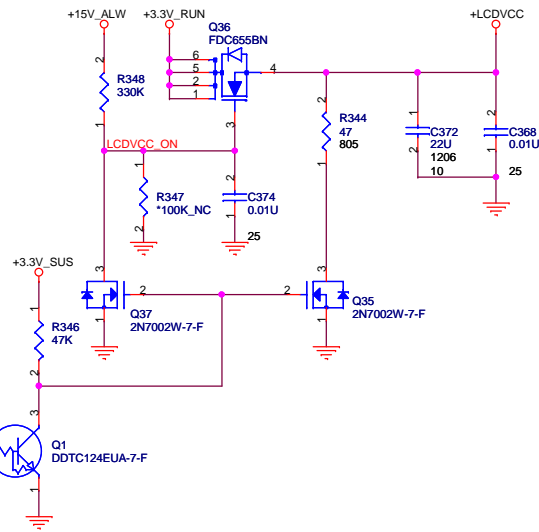 +15V_ALW
+3.3V_RUN
+LCDVCC
Q36
FDC655BN
6
5
2
1
4
3
2
R348
330K
1
LCDVCC_ON
2
R344
47
805
1
1
C372
22U
1206
10
2
2
C368
0.01U
1
25
1
R347
*100K_NC
2
2
C374
0.01U
1
25
+3.3V_SUS
3
2
Q37
2N7002W-7-F
1
3
2
Q35
2N7002W-7-F
1
1
R346
47K
2
3
Q1
DDTC124EUA-7-F
1